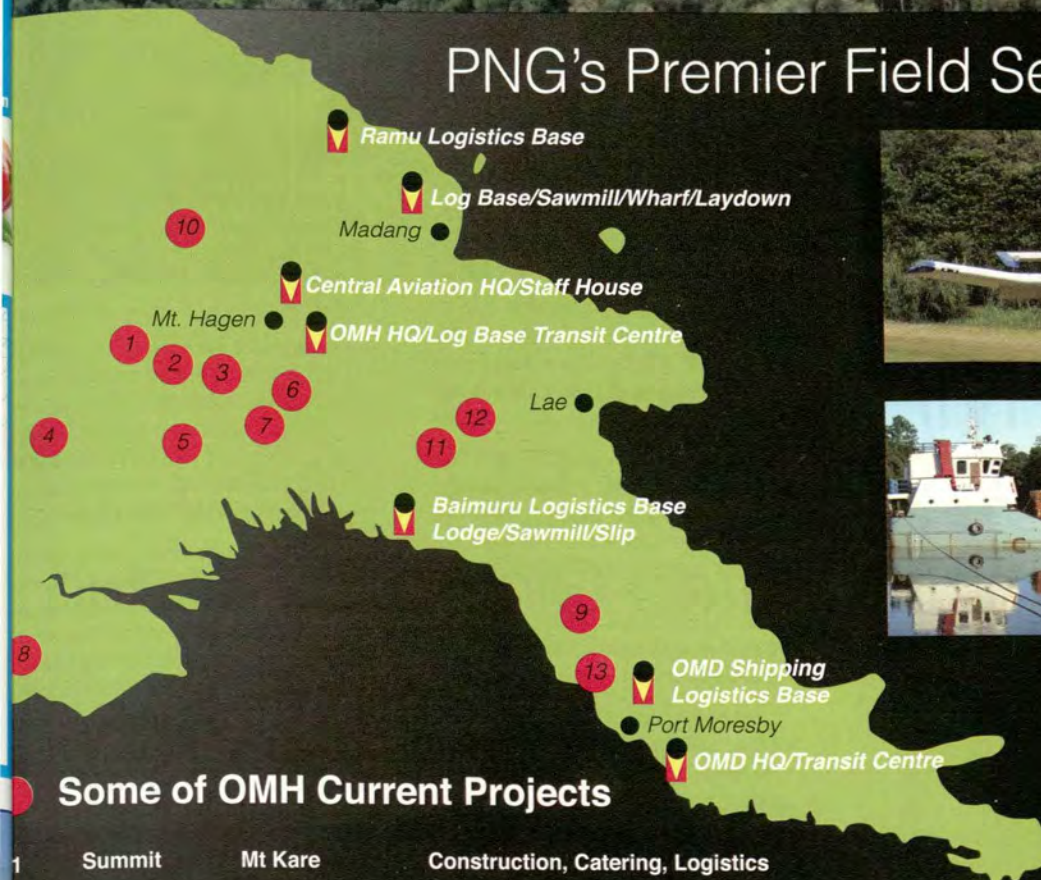 PNG's Premier Field Se
Ramu Logistics Base
Log Base/Sawmill/Wharf/Laydown
Madang
10
Central Aviation HQ/Staff House
Mt. Hagen
OMH HQ/Log Base Transit Centre
1
2
3
6
Lae
12
4
5
7
11
Baimuru Logistics Base
Lodge/Sawmill/Slip
9
8
13
OMD Shipping
Logistics Base
Port Moresby
OMD HQ/Transit Centre
Some of OMH Current Projects
1 Summit Mt Kare Construction, Catering, Logistics